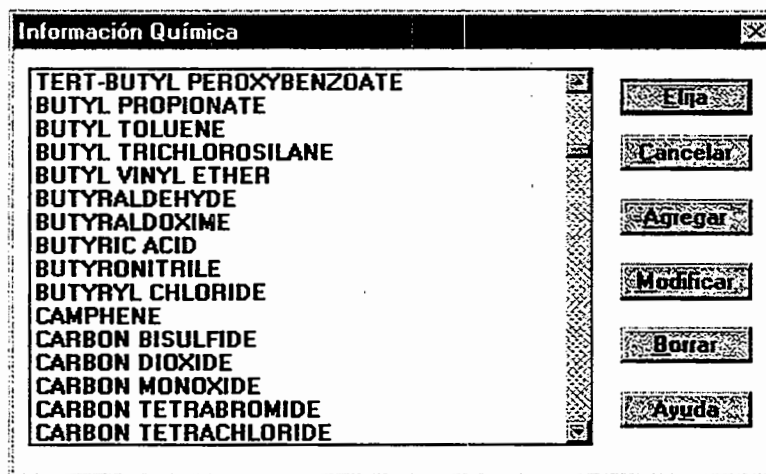 Información Química
TERT-BUTYL PEROXYBENZOATE
BUTYL PROPIONATE
BUTYL TOLUENE
BUTYL TRICHLOROSILANE
BUTYL VINYL ETHER
BUTYRALDEHYDE
BUTYRALDOXIME
BUTYRIC ACID
BUTYRONITRILE
BUTYRYL CHLORIDE
CAMPHENE
CARBON BISULFIDE
CARBON DIOXIDE
CARBON MONOXIDE
CARBON TETRABROMIDE
CARBON TETRACHLORIDE
Elija
Cancelar
Agregar
Modificar
Borrar
Ayuda